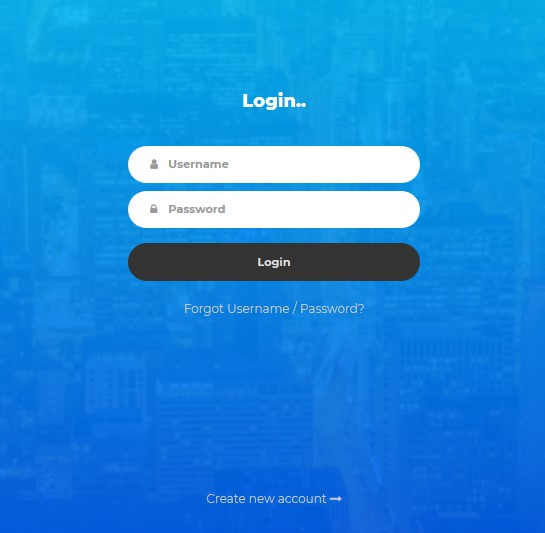 Login..
Username
Password
Login
Forgot Username / Password?
Create new account →